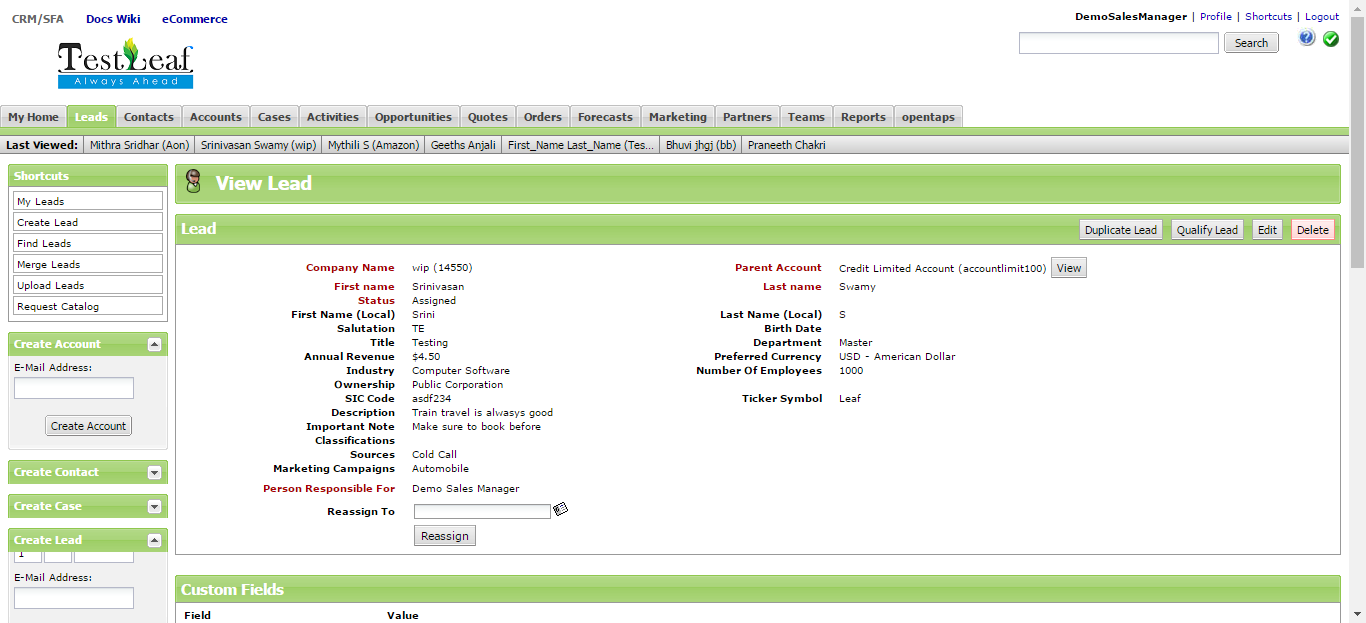 CRM/SFA Docs Wiki eCommerce
DemoSalesManager | Profile | Shortcuts | Logout
TestLeaf
Always Ahead
Search
My Home Leads Contacts Accounts Cases Activities Opportunities Quotes Orders Forecasts Marketing Partners Teams Reports opentaps
Last Viewed: Mithra Sridhar (Aon) Srinivasan Swamy (wip) Mythili S (Amazon) Geeths Anjali First_Name Last_Name (Tes... Bhuvi jhgj (bb) Praneeth Chakri
Shortcuts
My Leads
Create Lead
Find Leads
Merge Leads
Upload Leads
Request Catalog
Create Account
E-Mail Address:
Create Account
Create Contact
Create Case
Create Lead
1
E-Mail Address:
View Lead
Lead Duplicate Lead Qualify Lead Edit Delete
Company Name wip (14550) Parent Account Credit Limited Account (accountlimit100) View
First name Srinivasan Last name Swamy
Status Assigned
First Name (Local) Srini Last Name (Local) S
Salutation TE Birth Date
Title Testing Department Master
Annual Revenue $4.50 Preferred Currency USD - American Dollar
Industry Computer Software Number Of Employees 1000
Ownership Public Corporation
SIC Code asdf234 Ticker Symbol Leaf
Description Train travel is alwasys good
Important Note Make sure to book before
Classifications
Sources Cold Call
Marketing Campaigns Automobile
Person Responsible For Demo Sales Manager
Reassign To
Reassign
Custom Fields
Field Value